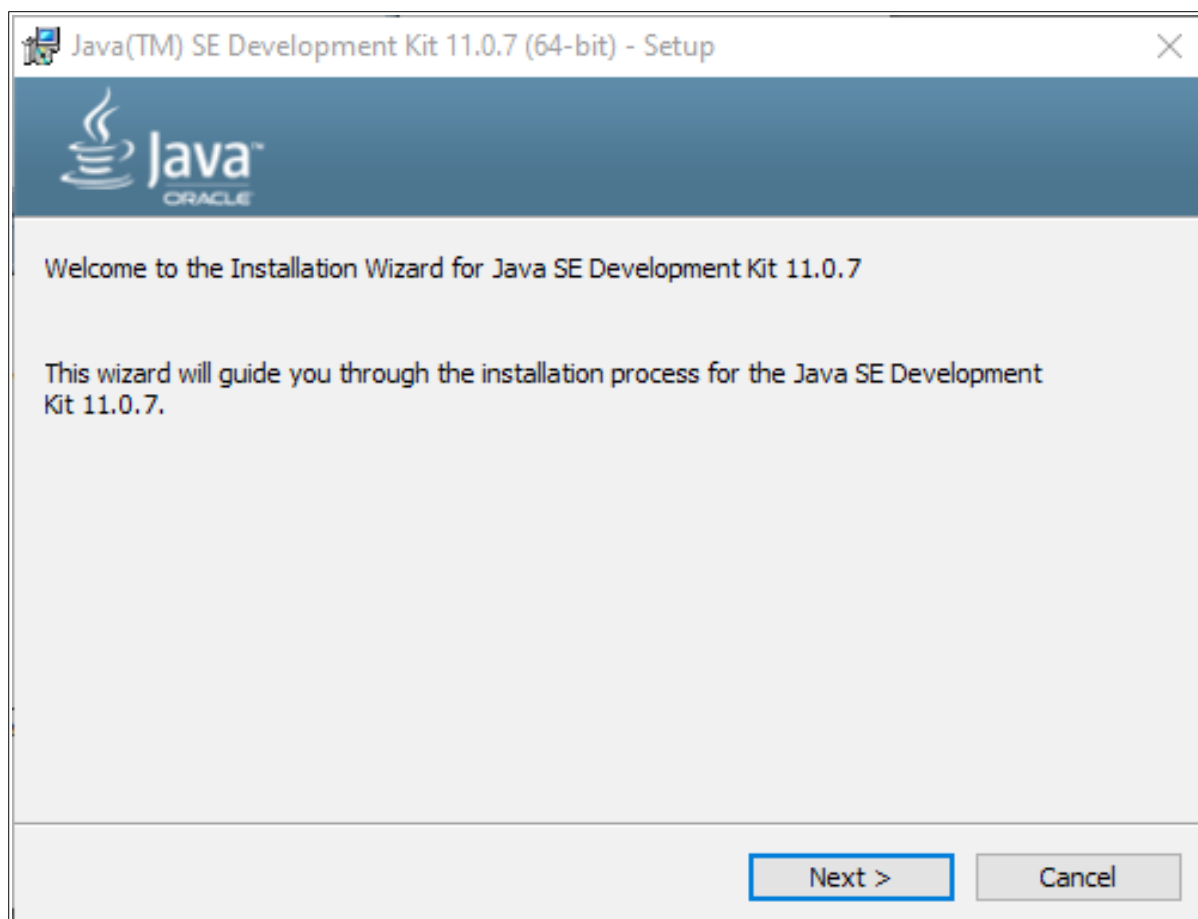 Java(TM) SE Development Kit 11.0.7 (64-bit) - Setup
Java™
ORACLE
Welcome to the Installation Wizard for Java SE Development Kit 11.0.7
This wizard will guide you through the installation process for the Java SE Development
Kit 11.0.7.
Next > Cancel